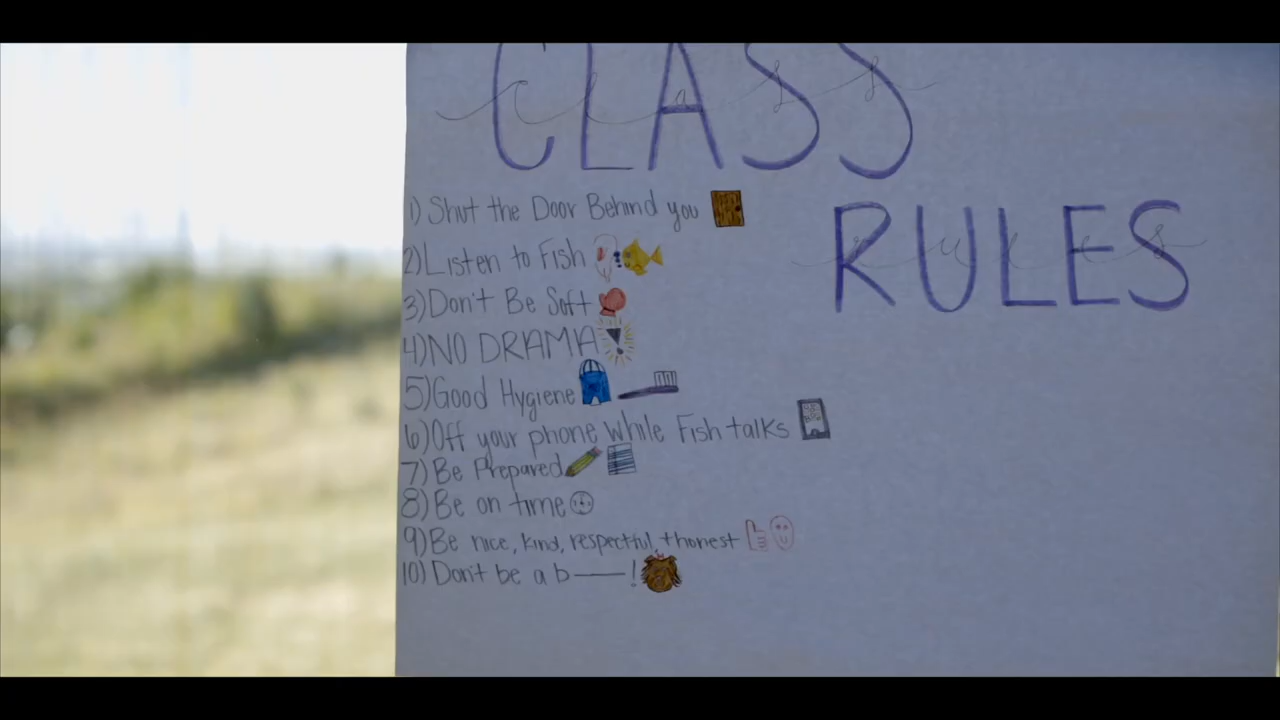 CLASS
RULES
1) Shut the Door Behind you
2) Listen to Fish
3) Don't Be Soft
4) NO DRAMA
5) Good Hygiene
6) Off your phone while Fish talks
7) Be Prepared
8) Be on time
9) Be nice, kind, respectful, + honest
10) Don't be a b——!